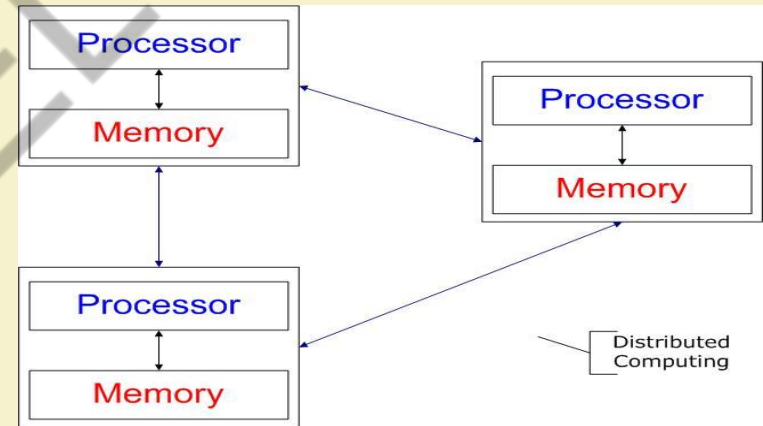 Processor
Memory
Processor
Memory
Processor
Memory
Distributed
Computing